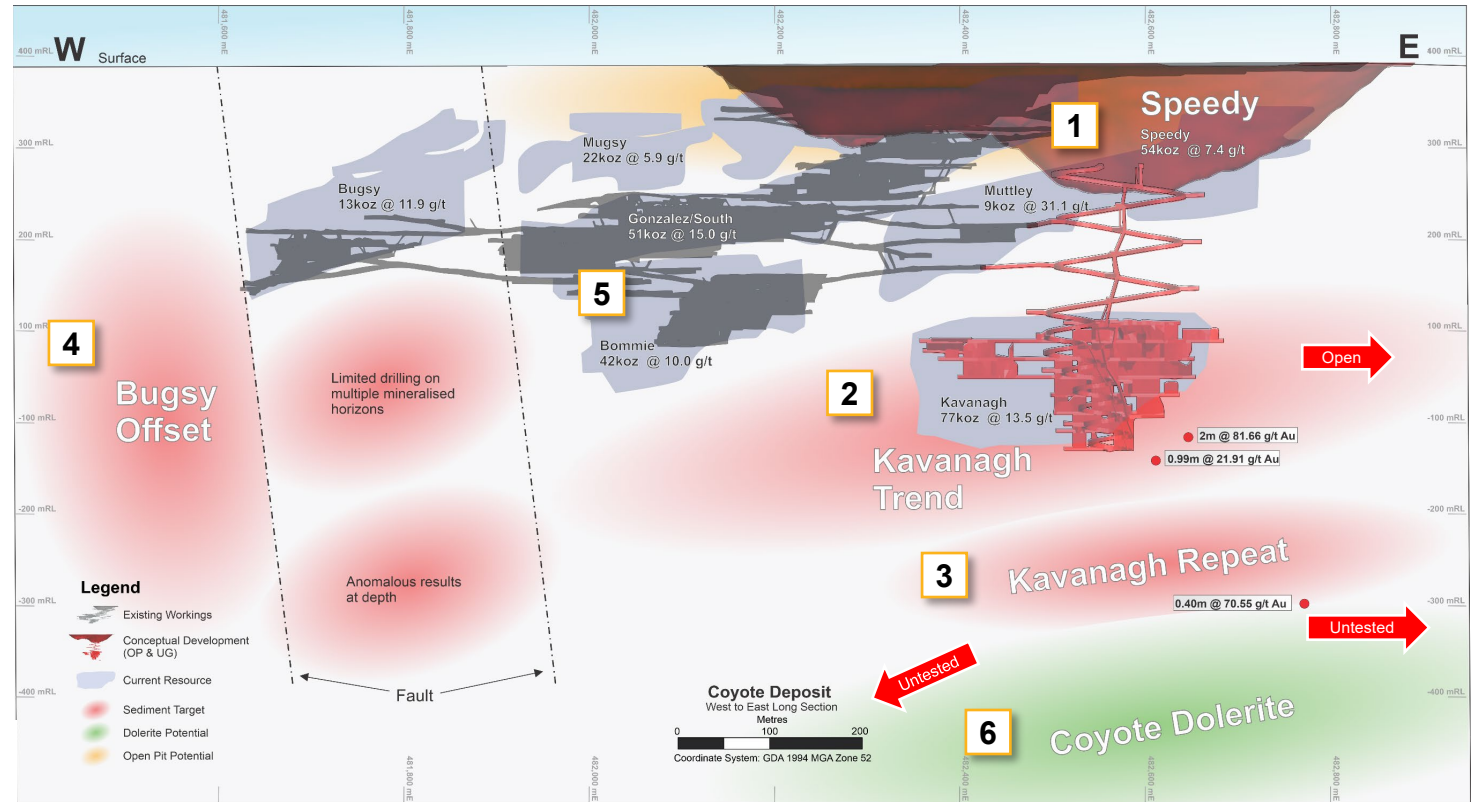 481,600 mE
481,800 mE
482,000 mE
482,200 mE
482,400 mE
482,600 mE
482,800 mE
400 mRL
W
Surface
E
400 mRL
Speedy
1
Speedy
54koz @ 7.4 g/t
300 mRL
Mugsy
22koz @ 5.9 g/t
300 mRL
Bugsy
13koz @ 11.9 g/t
Muttley
9koz @ 31.1 g/t
Gonzalez/South
51koz @ 15.0 g/t
200 mRL
200 mRL
5
100 mR
4
100 mRL
Bommie
42koz @ 10.0 g/t
Open
Bugsy
Offset
Limited drilling on
multiple mineralised
horizons
2
Kavanagh
77koz @ 13.5 g/t
-100 mRL
-100 mRL
2m @ 81.66 g/t Au
0.99m @ 21.91 g/t Au
Kavanagh
Trend
-200 mRL
-200 mRL
3
Kavanagh Repeat
Anomalous results
at depth
0.40m @ 70.55 g/t Au
-300 mRL
-300 mRL
Untested
Untested
Legend
Existing Workings
Conceptual Development
(OP & UG)
Current Resource
Sediment Target
Dolerite Potential
Open Pit Potential
-400 mRL
-400 mRL
Fault
Coyote Deposit
West to East Long Section
Metres
0 100 200
Coordinate System: GDA 1994 MGA Zone 52
6
Coyote Dolerite
481,800 mE
482,000 mE
482,400 mE
482,600 mE
482,800 mE